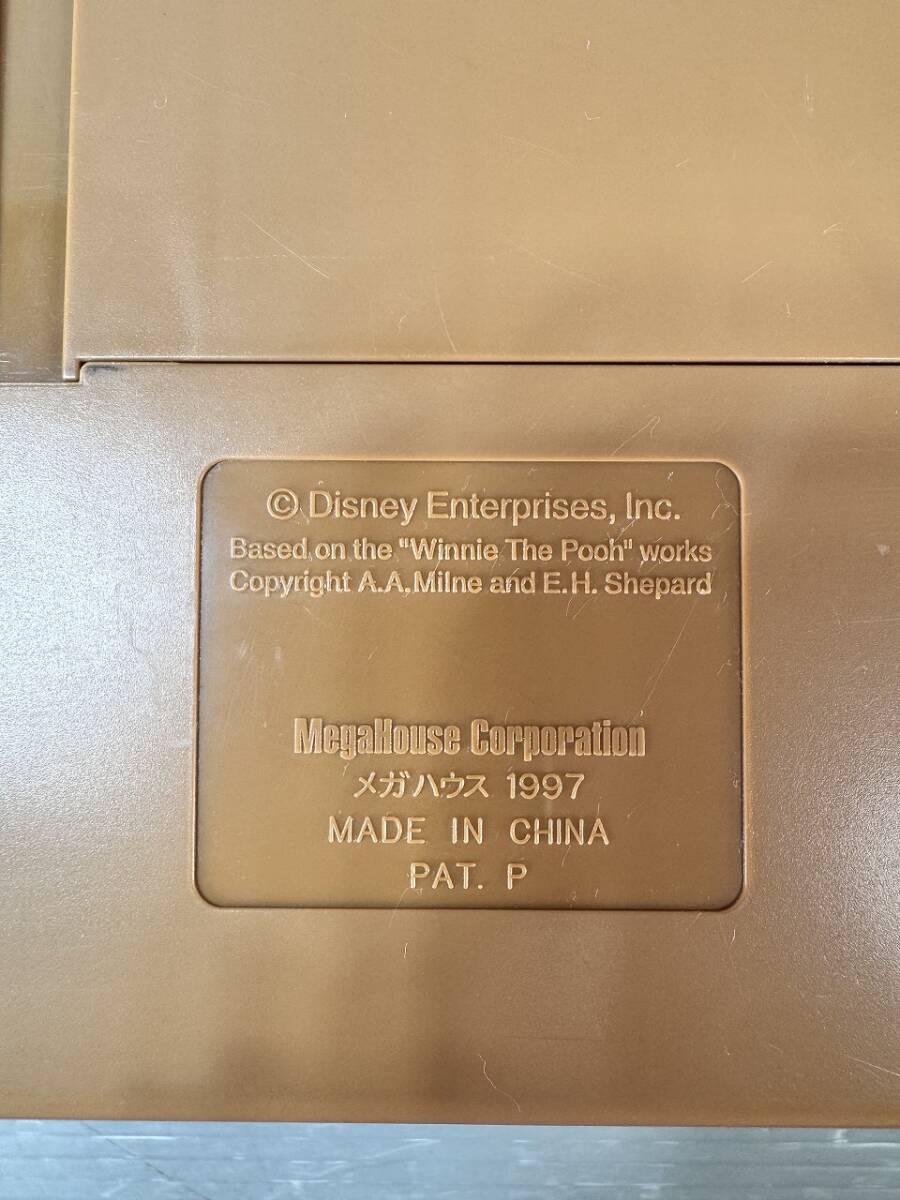 © Disney Enterprises, Inc.
Based on the "Winnie The Pooh" works
Copyright A.A.Milne and E.H. Shepard
MegaHouse Corporation
メガハウス 1997
MADE IN CHINA
PAT. P